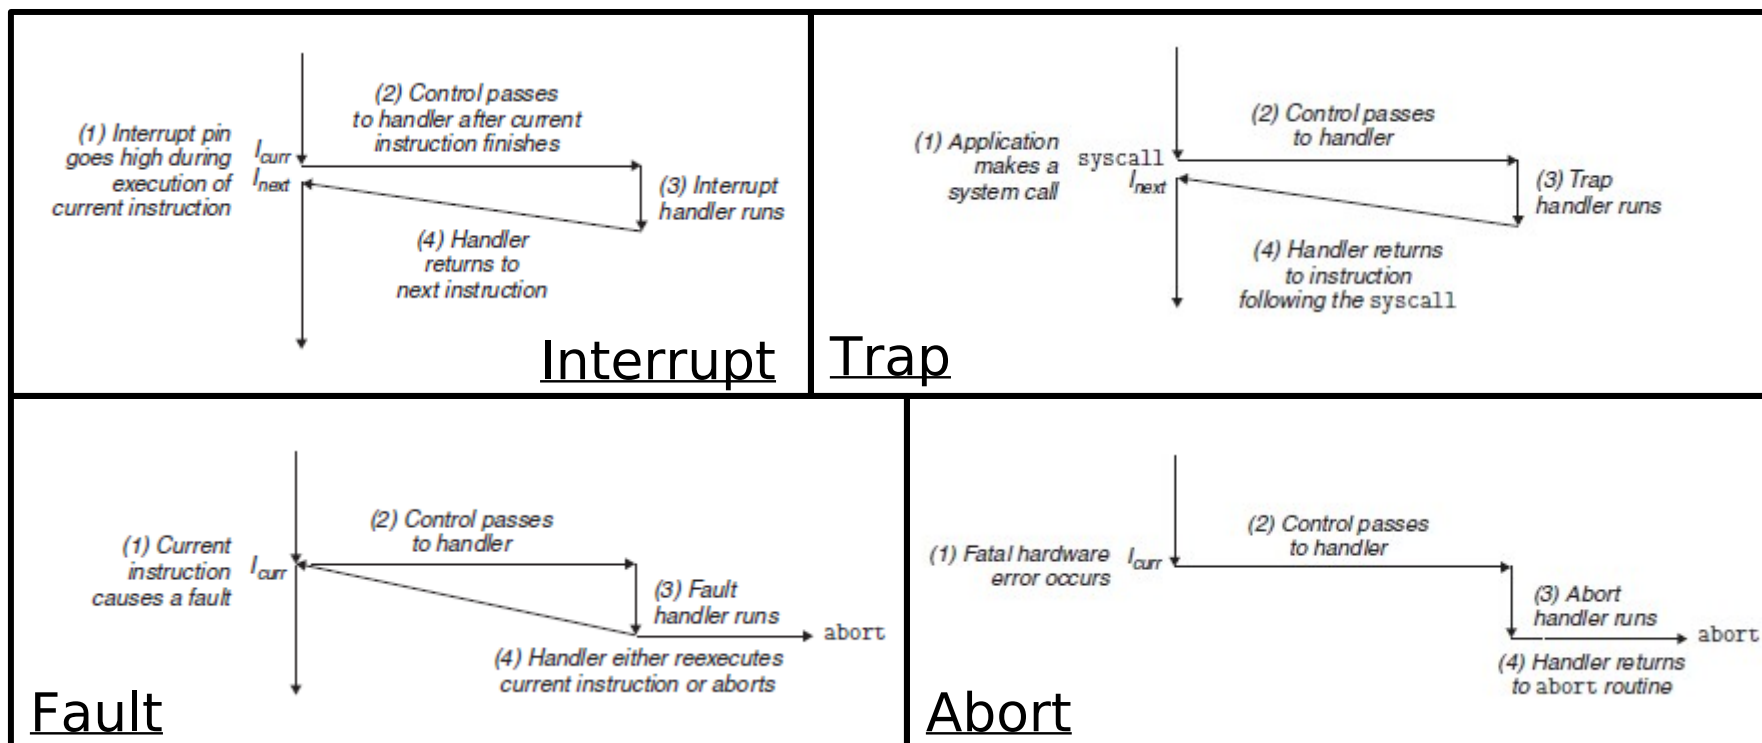 (1) Interrupt pin
goes high during
execution of
current instruction
Icurr
Inext
(2) Control passes
to handler after current
instruction finishes
(3) Interrupt
handler runs
(4) Handler
returns to
next instruction
Interrupt
(1) Application
makes a
system call
syscall
Inext
(2) Control passes
to handler
(3) Trap
handler runs
(4) Handler returns
to instruction
following the syscall
Trap
(1) Current
instruction
causes a fault
Icurr
(2) Control passes
to handler
(3) Fault
handler runs
abort
(4) Handler either reexecutes
current instruction or aborts
Fault
(1) Fatal hardware
error occurs
Icurr
(2) Control passes
to handler
(3) Abort
handler runs
abort
(4) Handler returns
to abort routine
Abort